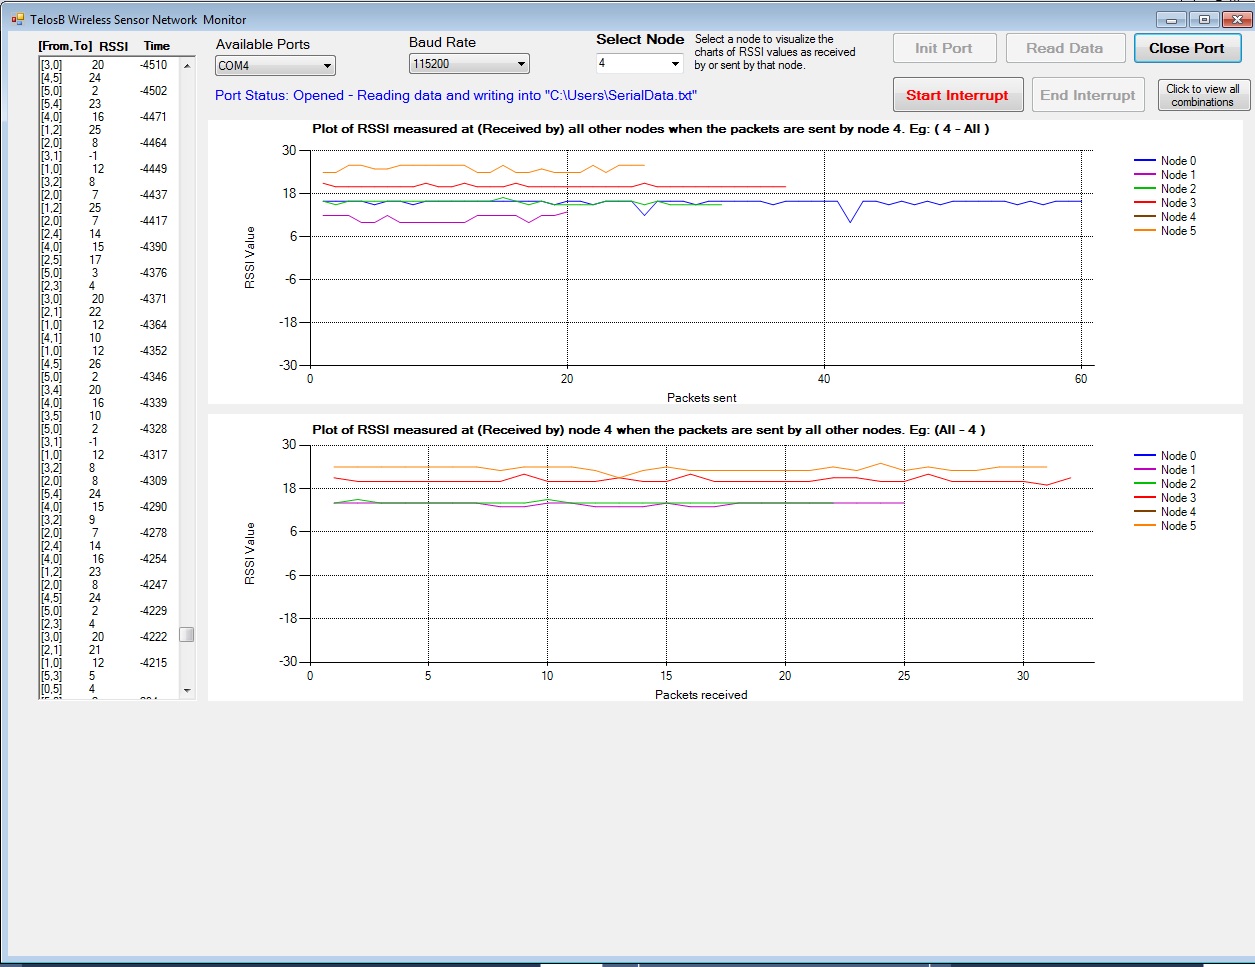 TelosB Wireless Sensor Network Monitor
[From,To] RSSI Time
[3,0] 20 -4510
[4,5] 24
[5,0] 2 -4502
[5,4] 23
[4,0] 16 -4471
[1,2] 25
[2,0] 8 -4464
[3,1] -1
[1,0] 12 -4449
[3,2] 8
[2,0] 7 -4437
[1,2] 25
[2,0] 7 -4417
[2,4] 14
[4,0] 15 -4390
[2,5] 17
[5,0] 3 -4376
[2,3] 4
[3,0] 20 -4371
[2,1] 22
[1,0] 12 -4364
[4,1] 10
[1,0] 12 -4352
[4,5] 26
[5,0] 2 -4346
[3,4] 20
[4,0] 16 -4339
[3,5] 10
[5,0] 2 -4328
[3,1] -1
[1,0] 12 -4317
[3,2] 8
[2,0] 8 -4309
[5,4] 24
[4,0] 15 -4290
[3,2] 9
[2,0] 7 -4278
[2,4] 14
[4,0] 16 -4254
[1,2] 23
[2,0] 8 -4247
[4,5] 24
[5,0] 2 -4229
[2,3] 4
[3,0] 20 -4222
[2,1] 21
[1,0] 12 -4215
[5,3] 5
[0,5] 4
Available Ports
COM4
Baud Rate
115200
Select Node
4
Select a node to visualize the
charts of RSSI values as received
by or sent by that node.
Init Port
Read Data
Close Port
Port Status: Opened - Reading data and writing into "C:\Users\SerialData.txt"
Start Interrupt
End Interrupt
Click to view all
combinations
Plot of RSSI measured at (Received by) all other nodes when the packets are sent by node 4. Eg: ( 4 - All )
RSSI Value
30
18
6
-6
-18
-30
0 20 40 60
Packets sent
Node 0
Node 1
Node 2
Node 3
Node 4
Node 5
Plot of RSSI measured at (Received by) node 4 when the packets are sent by all other nodes. Eg: (All - 4 )
RSSI Value
30
18
6
-6
-18
-30
0 5 10 15 20 25 30
Packets received
Node 0
Node 1
Node 2
Node 3
Node 4
Node 5